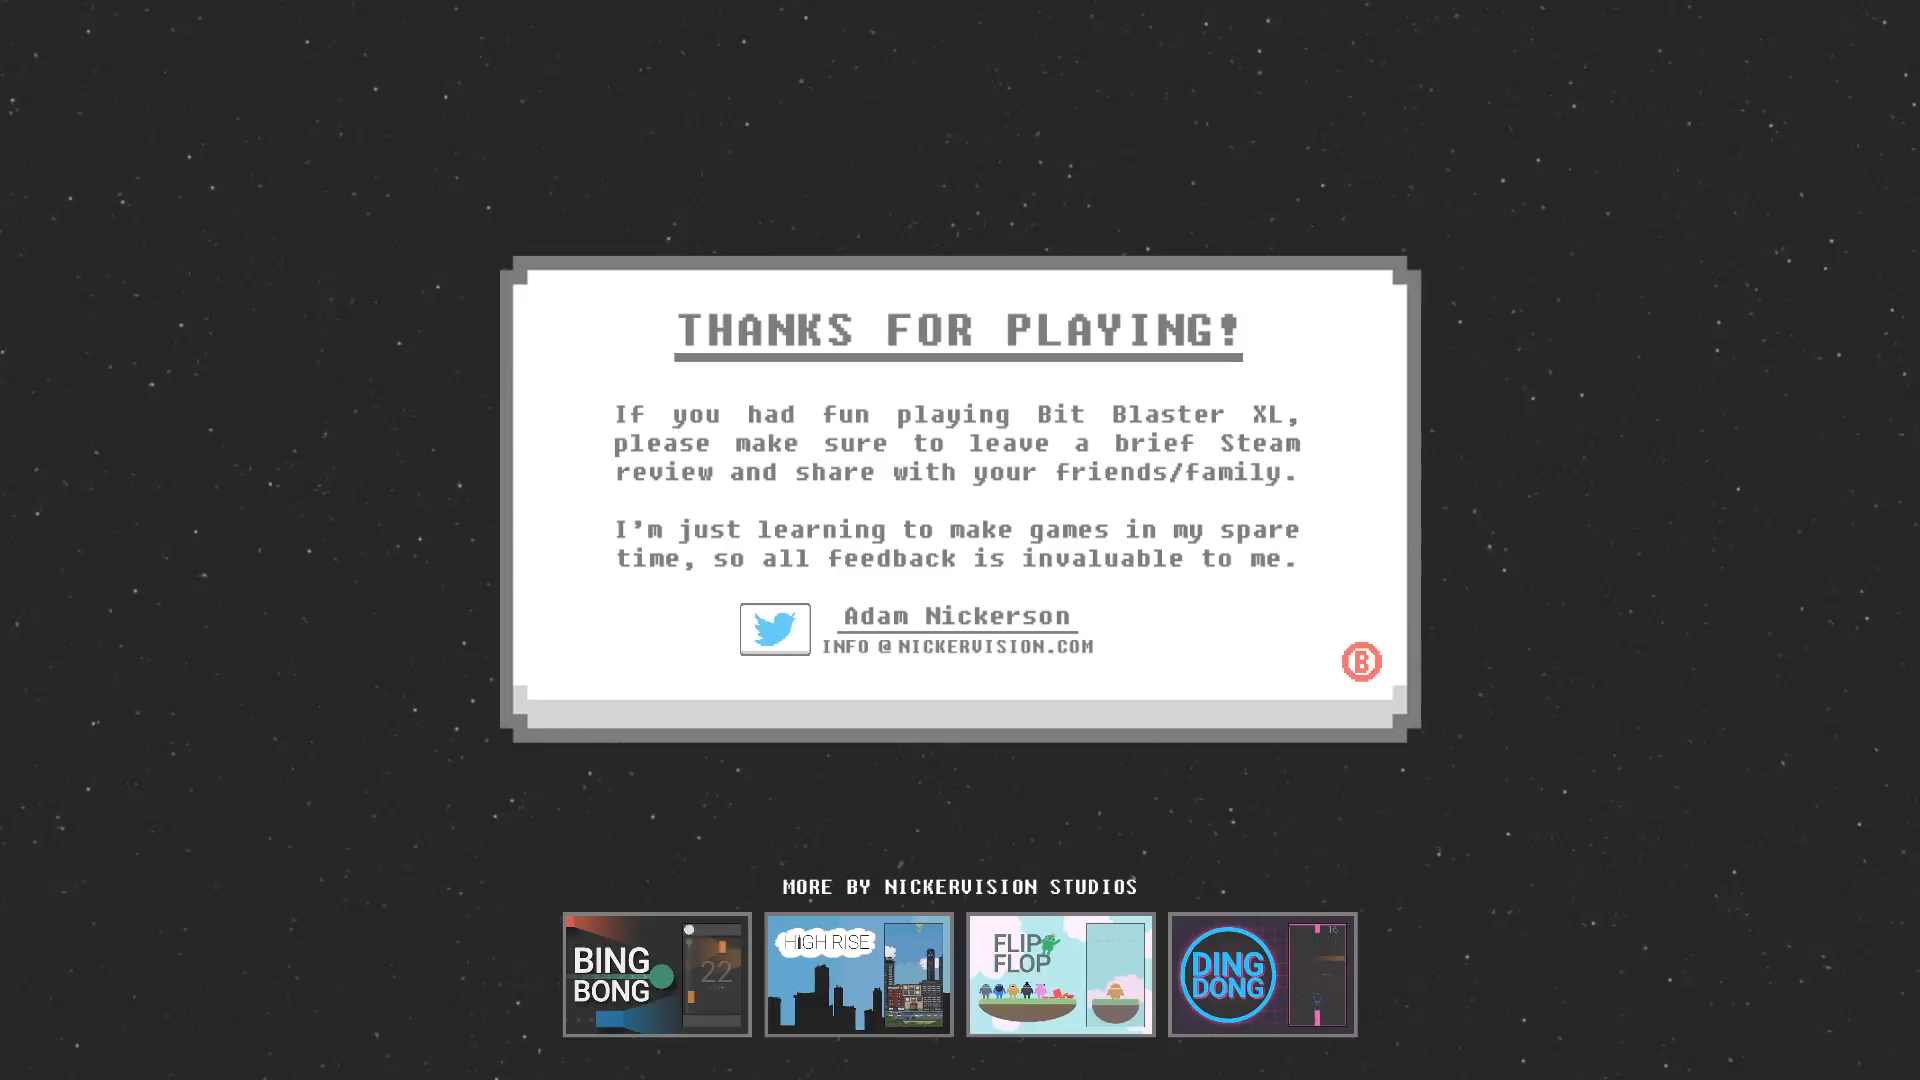 THANKS FOR PLAYING!
If you had fun playing Bit Blaster XL,
please make sure to leave a brief Steam
review and share with your friends/family.
I'm just learning to make games in my spare
time, so all feedback is invaluable to me.
Adam Nickerson
INFO @ NICKERVISION.COM
B
MORE BY NICKERVISION STUDIOS
BING
BONG
22
HIGH RISE
FLIP
FLOP
DING
DONG
16